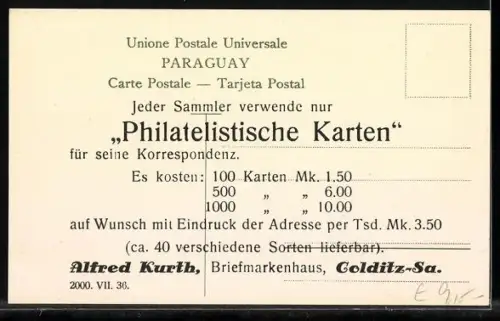 Unione Postale Universale
PARAGUAY
Carte Postale — Tarjeta Postal
Jeder Sammler verwende nur
„Philatelistische Karten“
für seine Korrespondenz.
Es kosten: 100 Karten Mk. 1.50
500 „ „ 6.00
1000 „ „ 10.00
auf Wunsch mit Eindruck der Adresse per Tsd. Mk. 3.50
(ca. 40 verschiedene Sorten lieferbar).
Alfred Kurth, Briefmarkenhaus, Colditz-Sa.
2000. VII. 36.